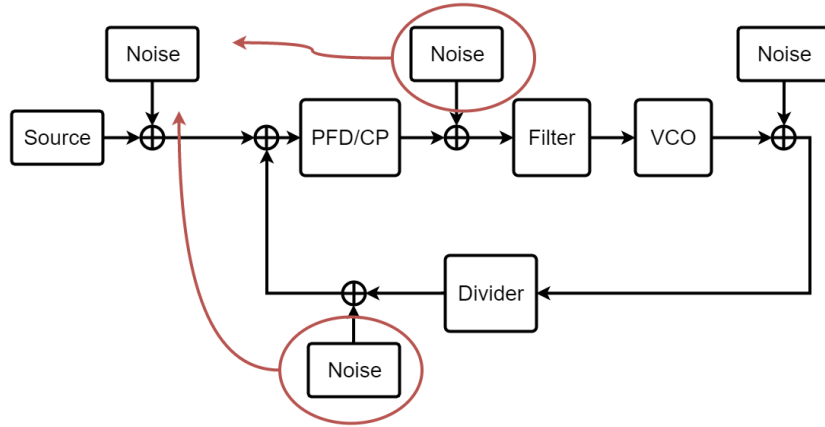 Noise
Noise
Noise
Source
PFD/CP
Filter
VCO
Divider
Noise